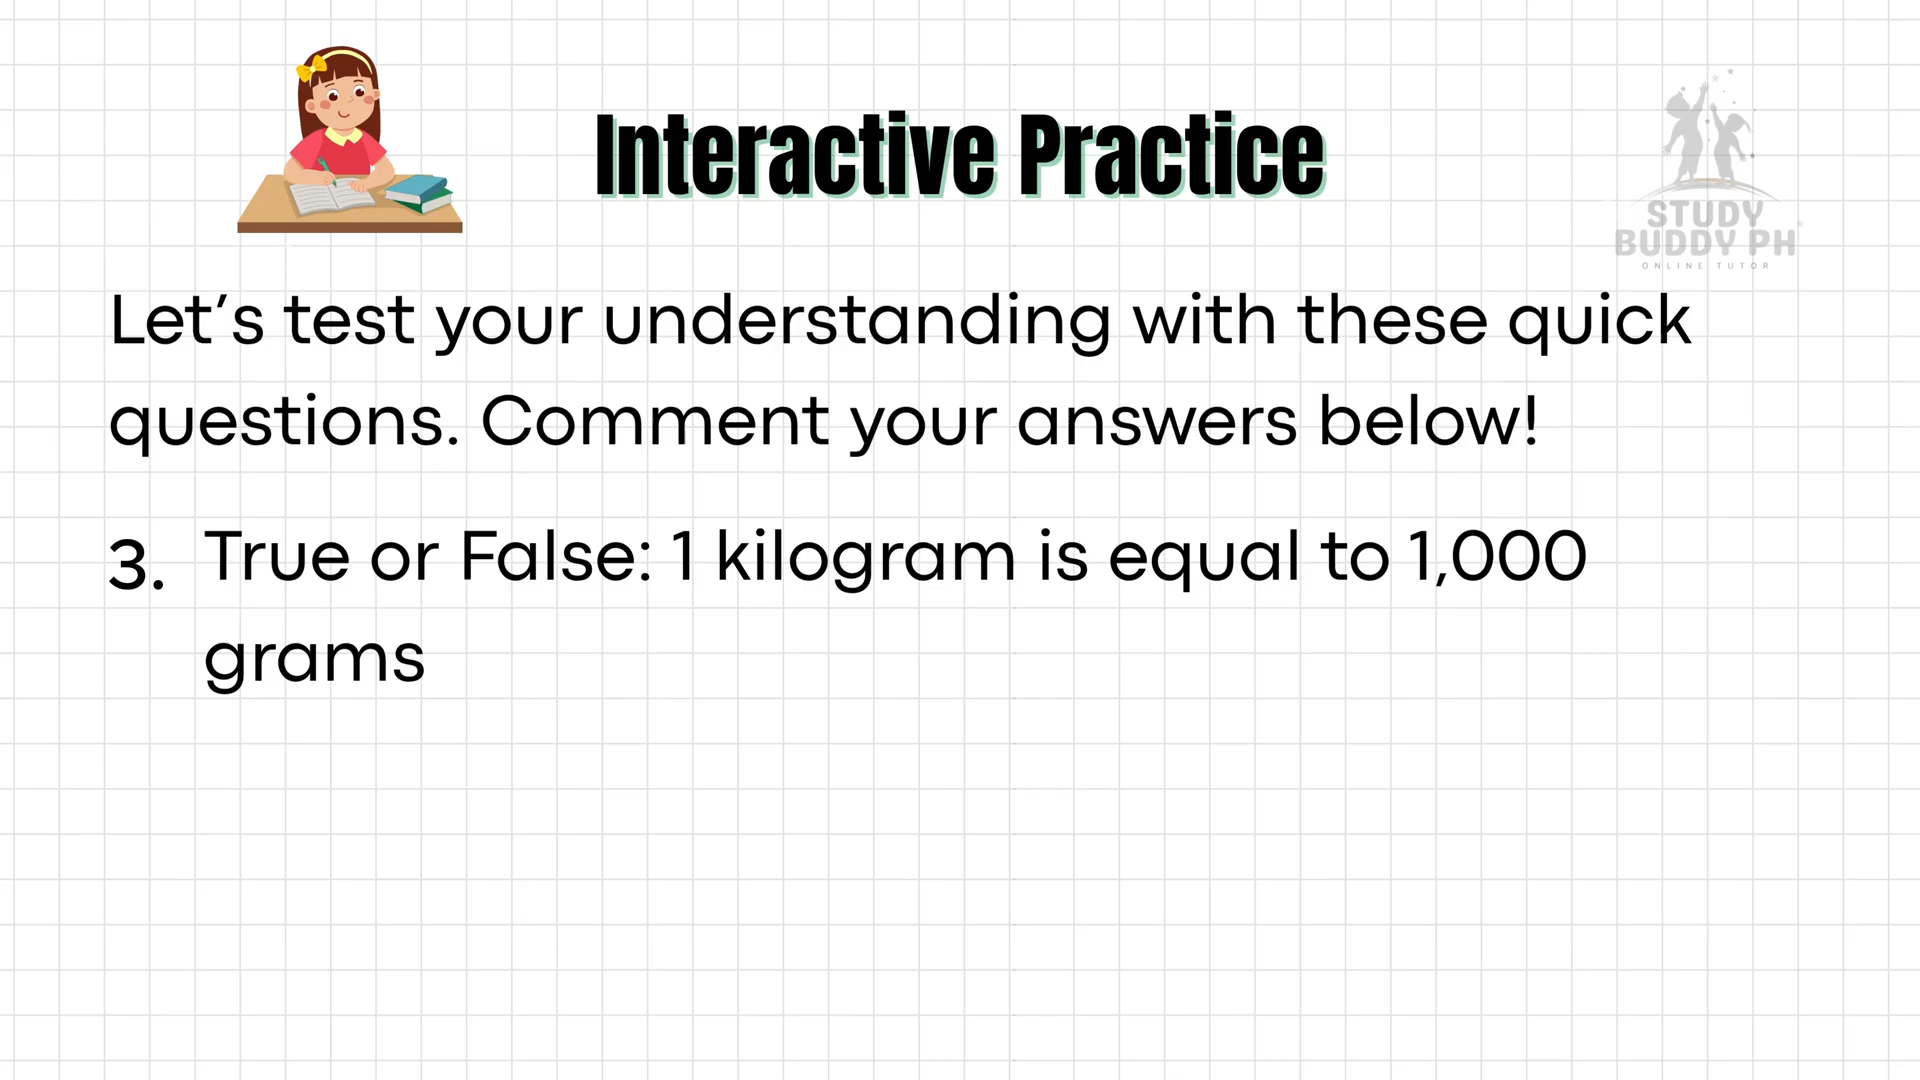 Interactive Practice
STUDY
BUDDY PH
ONLINE TUTOR
Let’s test your understanding with these quick
questions. Comment your answers below!
3. True or False: 1 kilogram is equal to 1,000
grams